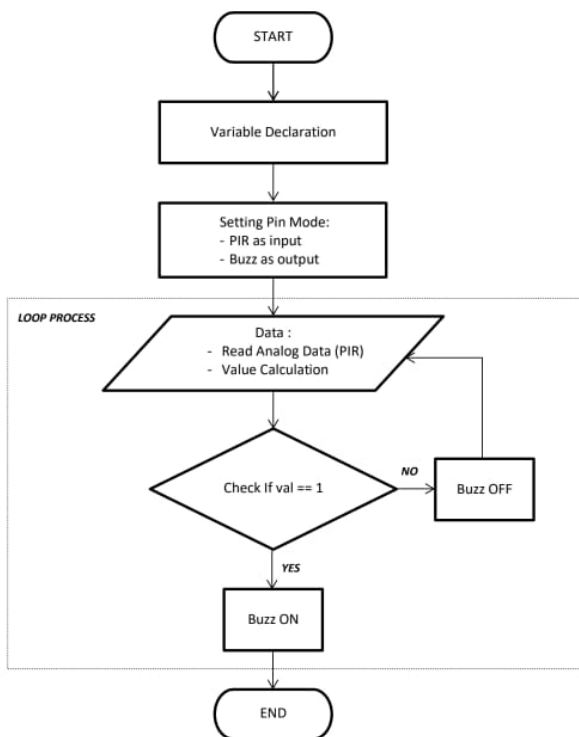 START
Variable Declaration
Setting Pin Mode:
- PIR as input
- Buzz as output
LOOP PROCESS
Data :
- Read Analog Data (PIR)
- Value Calculation
Check If val == 1
NO
Buzz OFF
YES
Buzz ON
END